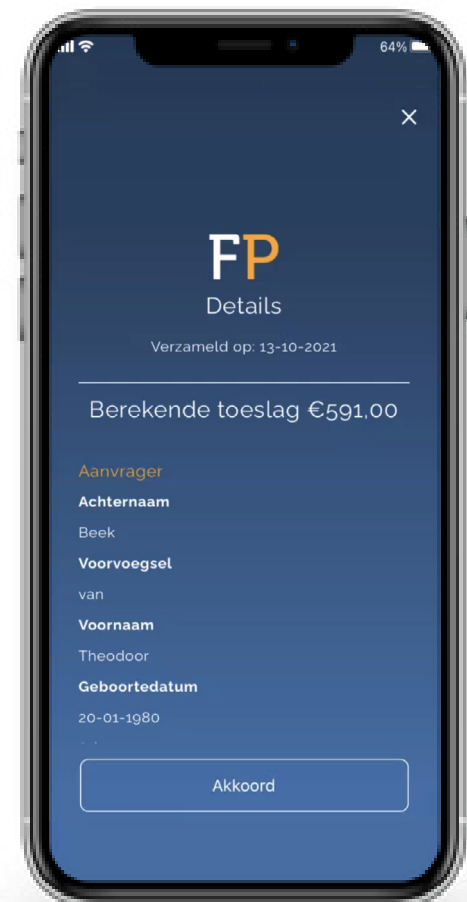 64%
FP
Details
Verzameld op: 13-10-2021
Berekende toeslag €591,00
Aanvrager
Achternaam
Beek
Voorvoegsel
van
Voornaam
Theodoor
Geboortedatum
20-01-1980
Akkoord